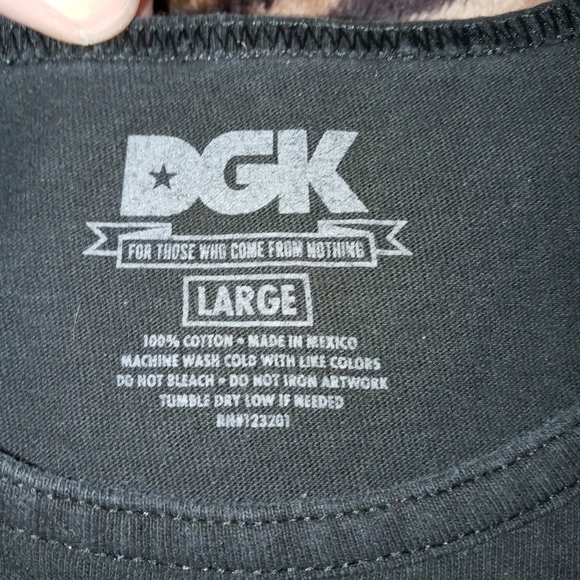 DGK
FOR THOSE WHO COME FROM NOTHING
LARGE
100% COTTON • MADE IN MEXICO
MACHINE WASH COLD WITH LIKE COLORS
DO NOT BLEACH • DO NOT IRON ARTWORK
TUMBLE DRY LOW IF NEEDED
RN#123201